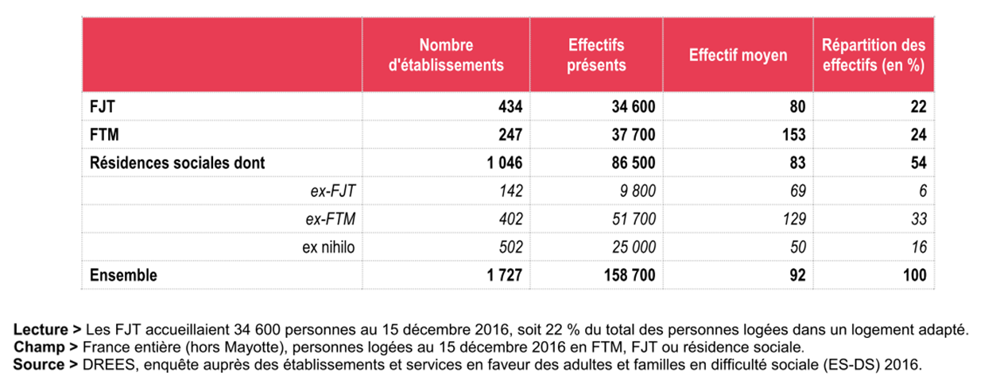 Nombre d'établissements Effectifs présents Effectif moyen Répartition des effectifs (en %)
FJT 434 34 600 80 22
FTM 247 37 700 153 24
Résidences sociales dont 1 046 86 500 83 54
ex-FJT 142 9 800 69 6
ex-FTM 402 51 700 129 33
ex nihilo 502 25 000 50 16
Ensemble 1 727 158 700 92 100
Lecture > Les FJT accueillaient 34 600 personnes au 15 décembre 2016, soit 22 % du total des personnes logées dans un logement adapté.
Champ > France entière (hors Mayotte), personnes logées au 15 décembre 2016 en FTM, FJT ou résidence sociale.
Source > DREES, enquête auprès des établissements et services en faveur des adultes et familles en difficulté sociale (ES-DS) 2016.